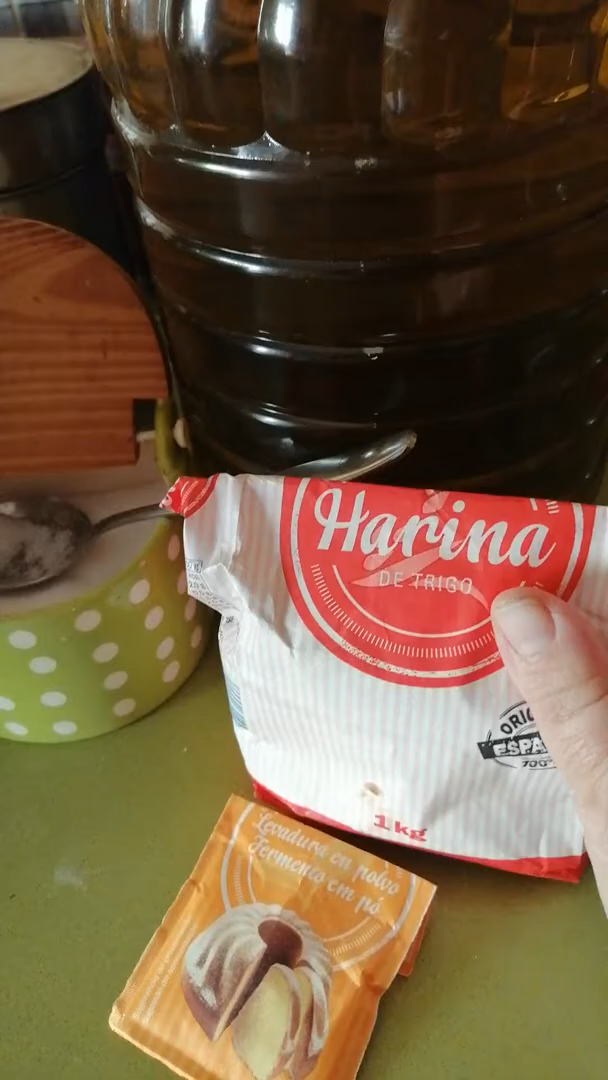 Harina
DE TRIGO
1kg
Levadura en polvo
Fermento em pó